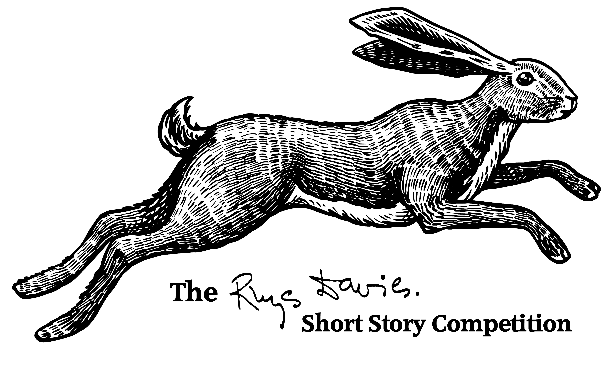 The Rhys Davies.
Short Story Competition